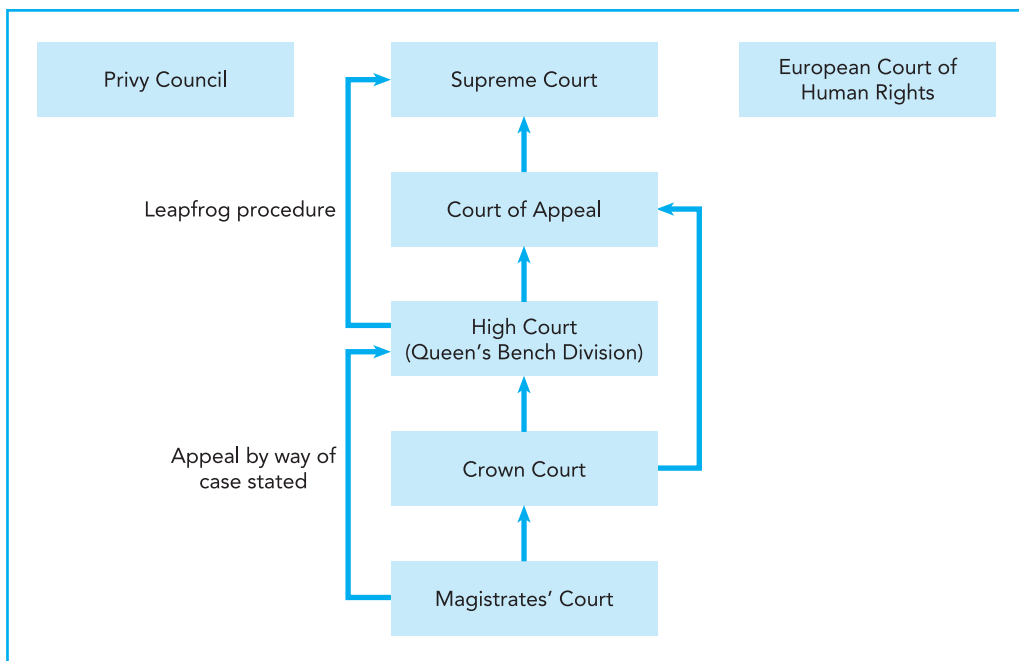 Privy Council
Supreme Court
European Court of
Human Rights
Leapfrog procedure
Court of Appeal
High Court
(Queen’s Bench Division)
Appeal by way of
case stated
Crown Court
Magistrates’ Court